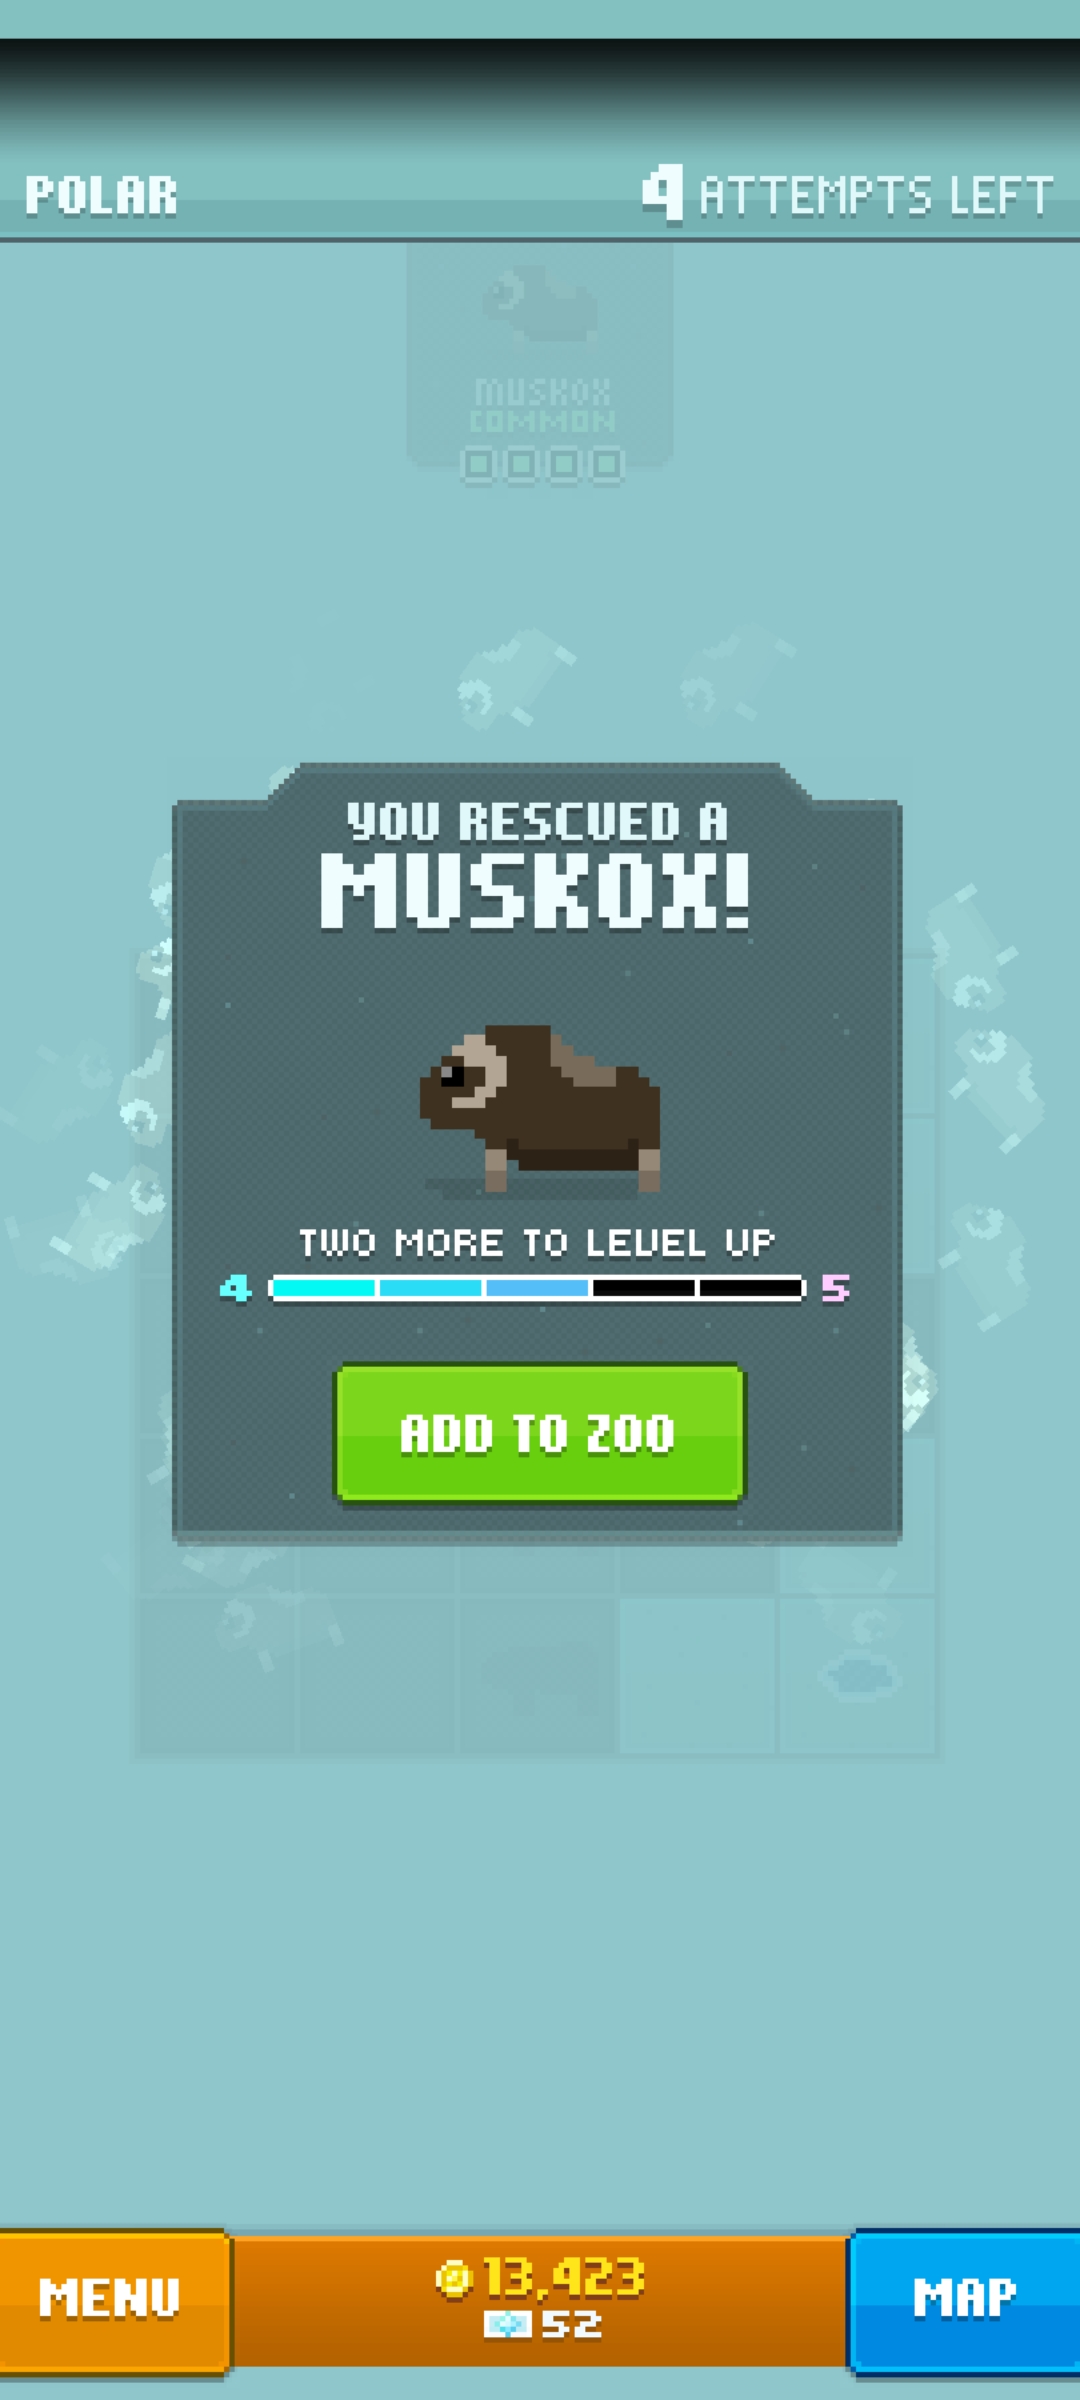 POLAR
4 ATTEMPTS LEFT
MUSKOX
COMMON
YOU RESCUED A
MUSKOX!
TWO MORE TO LEVEL UP
4 5
ADD TO ZOO
MENU
13,423
52
MAP